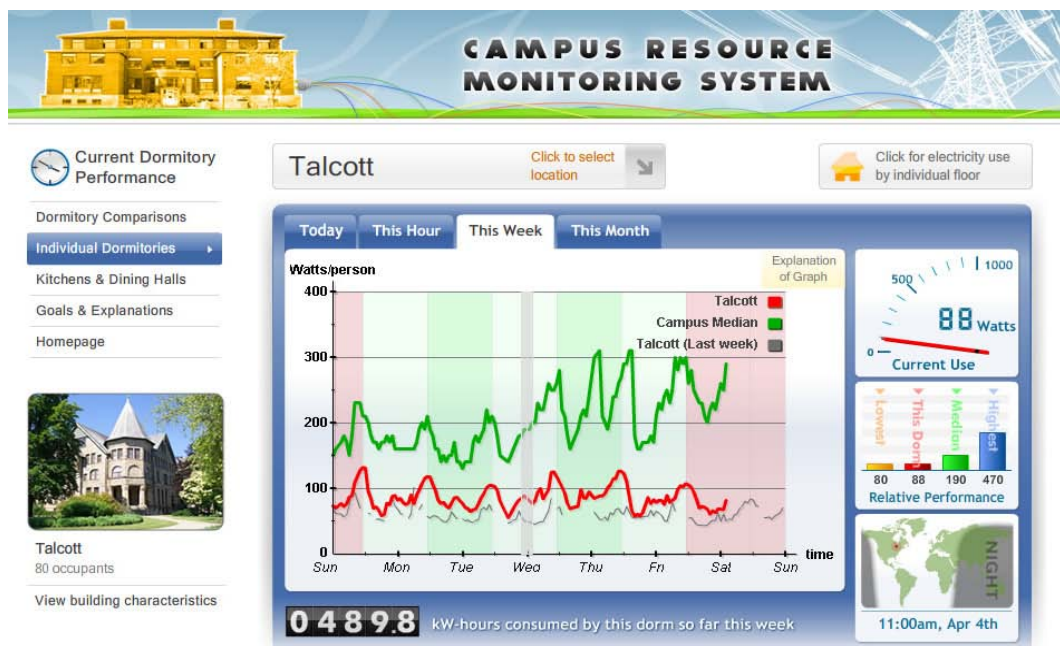 CAMPUS RESOURCE
MONITORING SYSTEM
Current Dormitory
Performance
Dormitory Comparisons
Individual Dormitories
Kitchens & Dining Halls
Goals & Explanations
Homepage
Talcott
80 occupants
View building characteristics
Talcott
Click to select
location
Click for electricity use
by individual floor
Today
This Hour
This Week
This Month
Watts/person
Explanation
of Graph
Talcott
Campus Median
Talcott (Last week)
400
300
200
100
0
Sun
Mon
Tue
Wed
Thu
Fri
Sat
Sun
time
0489.8
kW-hours consumed by this dorm so far this week
0
500
1000
88 Watts
Current Use
Lowest
This Dorm
Median
Highest
80
88
190
470
Relative Performance
NIGHT
11:00am, Apr 4th